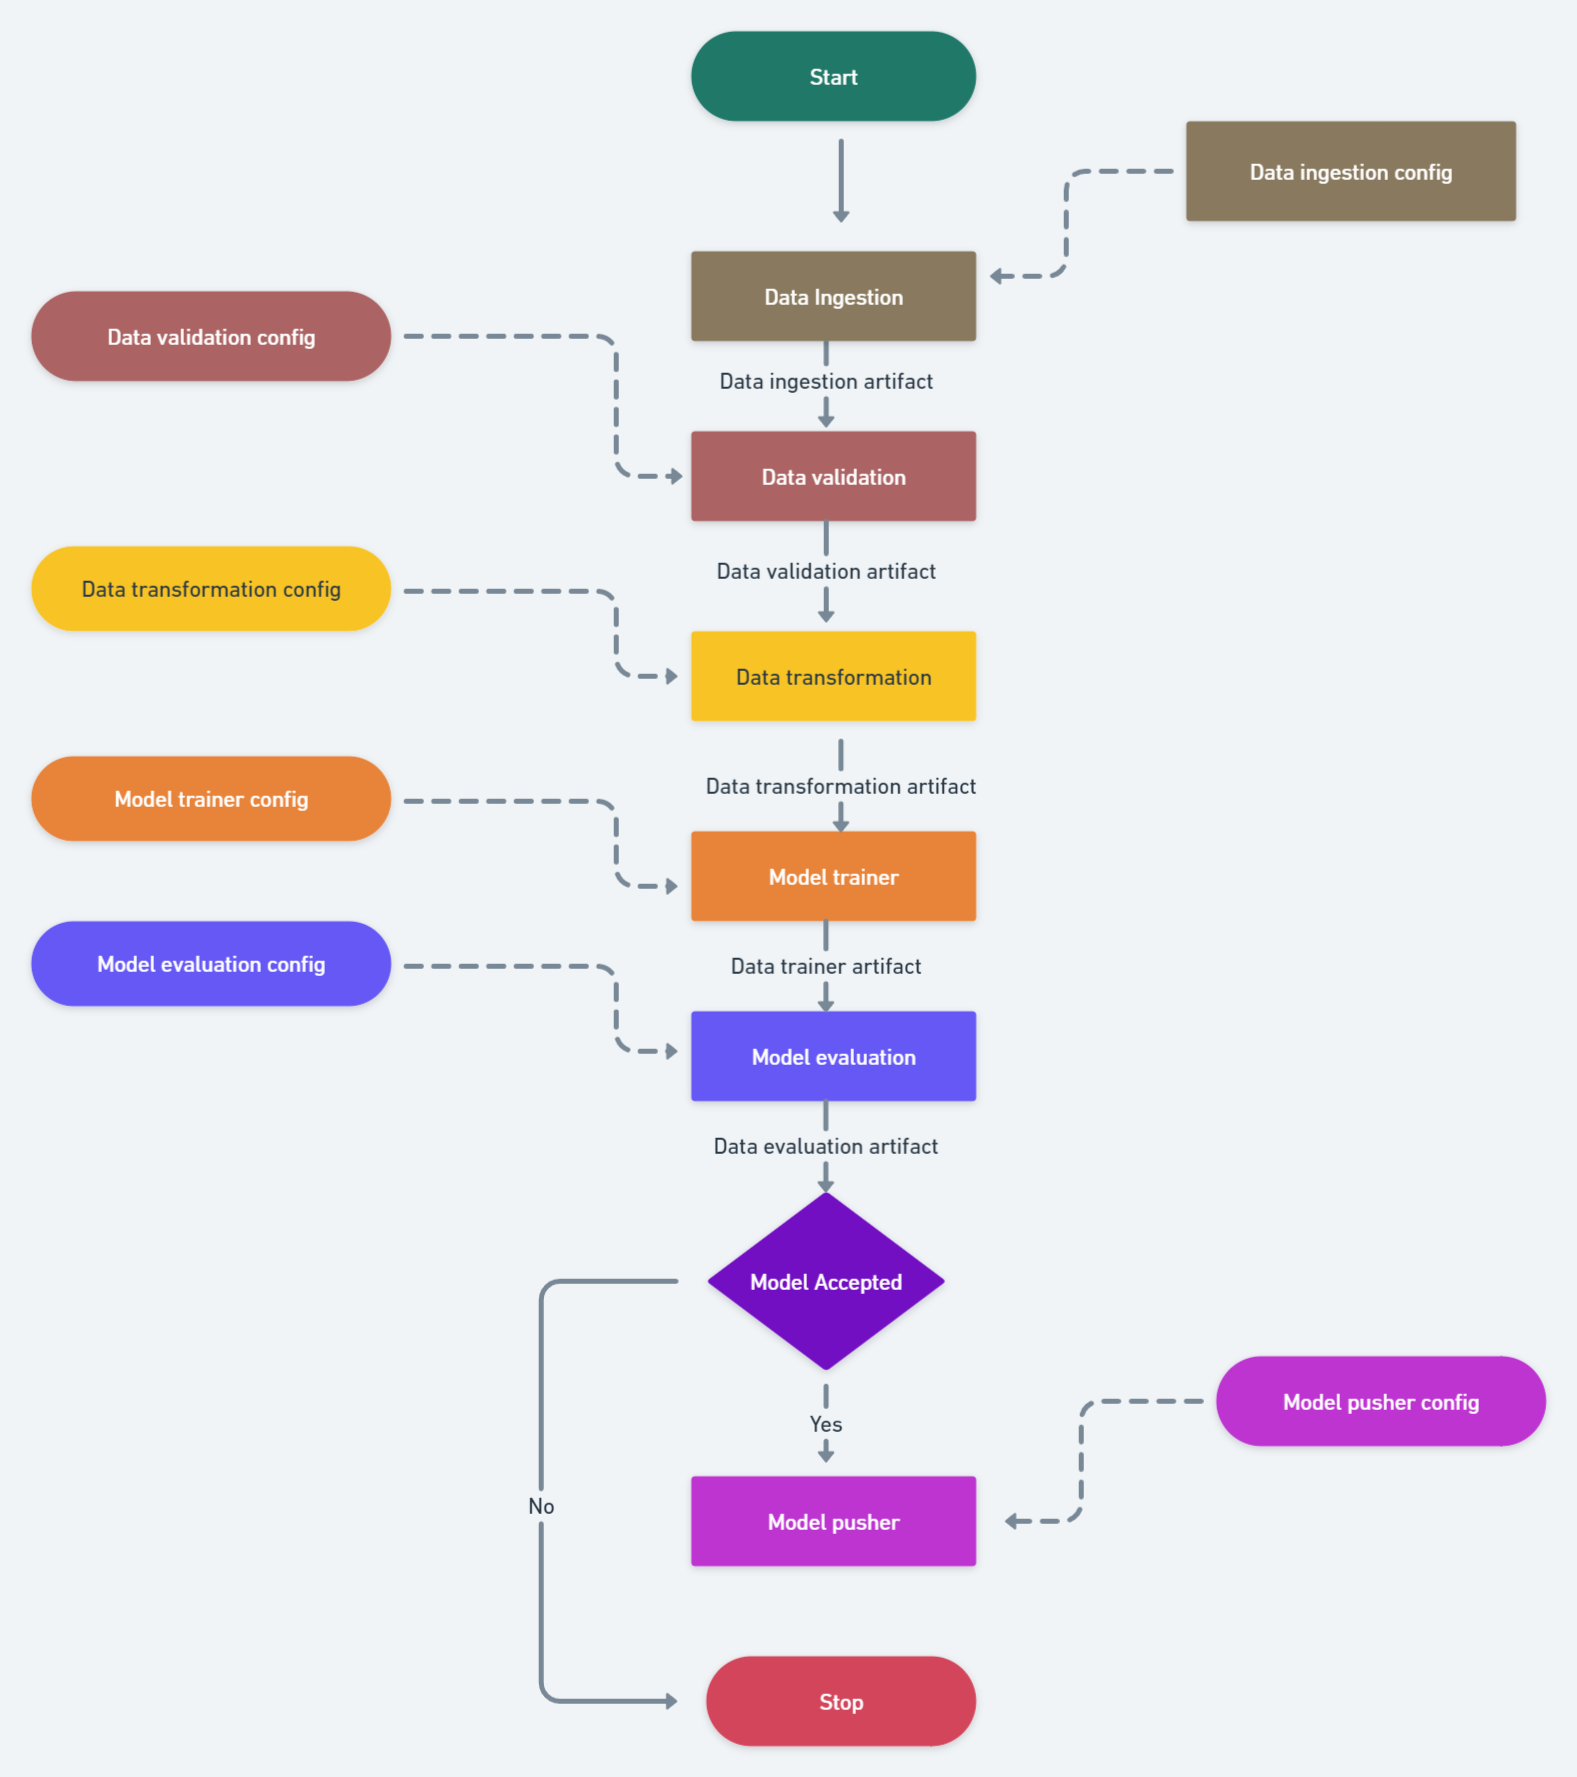 Start
Data ingestion config
Data Ingestion
Data validation config
Data ingestion artifact
Data validation
Data validation artifact
Data transformation config
Data transformation
Data transformation artifact
Model trainer config
Model trainer
Data trainer artifact
Model evaluation config
Model evaluation
Data evaluation artifact
Model Accepted
Yes
Model pusher config
No
Model pusher
Stop